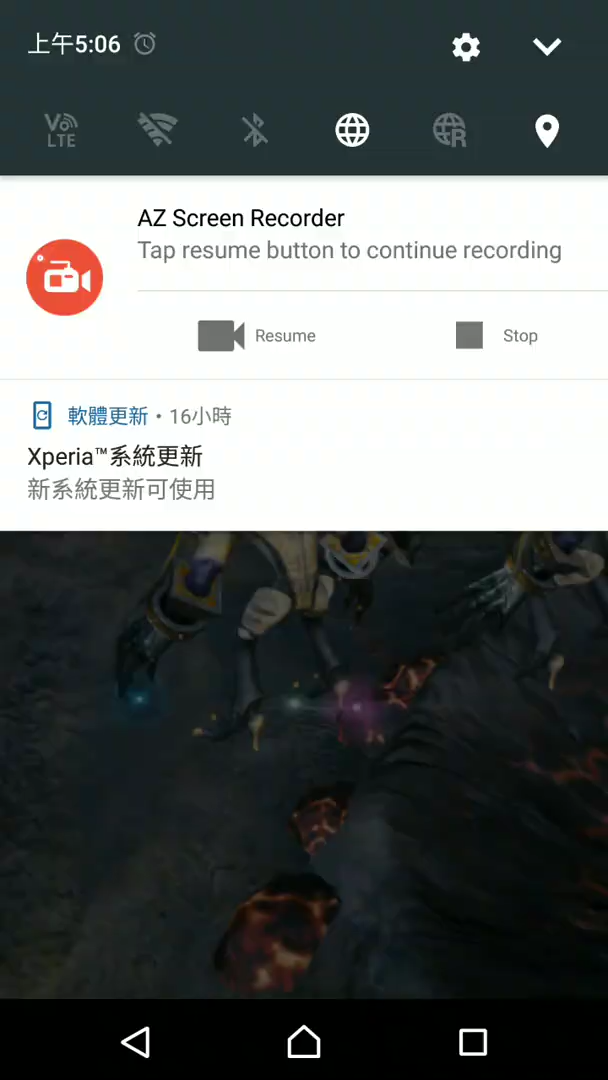 上午5:06
VoLTE
R
AZ Screen Recorder
Tap resume button to continue recording
Resume
Stop
軟體更新 • 16小時
Xperia™系統更新
新系統更新可使用